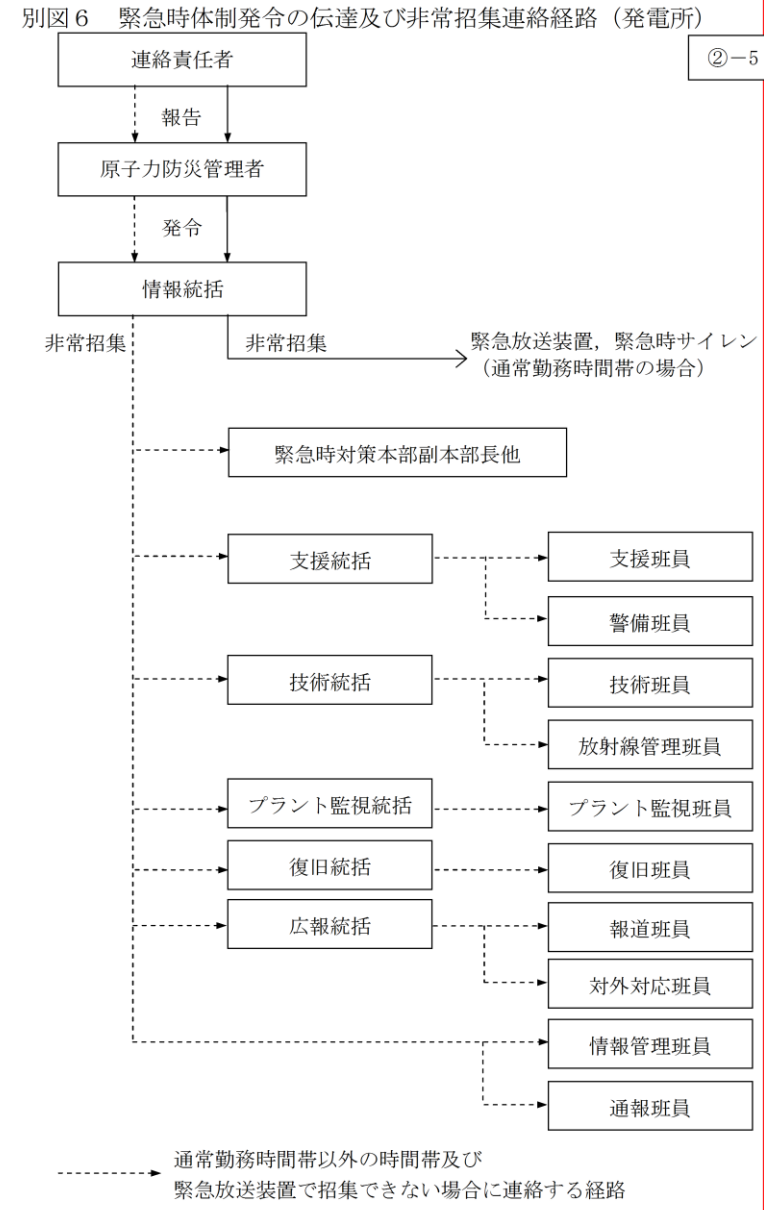 別図6 緊急時体制発令の伝達及び非常招集連絡経路（発電所）
②－5
連絡責任者
報告
原子力防災管理者
発令
情報統括
非常招集
非常招集
緊急放送装置，緊急時サイレン
（通常勤務時間帯の場合）
緊急時対策本部副本部長他
支援統括
支援班員
警備班員
技術統括
技術班員
放射線管理班員
プラント監視統括
プラント監視班員
復旧統括
復旧班員
広報統括
報道班員
対外対応班員
情報管理班員
通報班員
通常勤務時間帯以外の時間帯及び
緊急放送装置で招集できない場合に連絡する経路